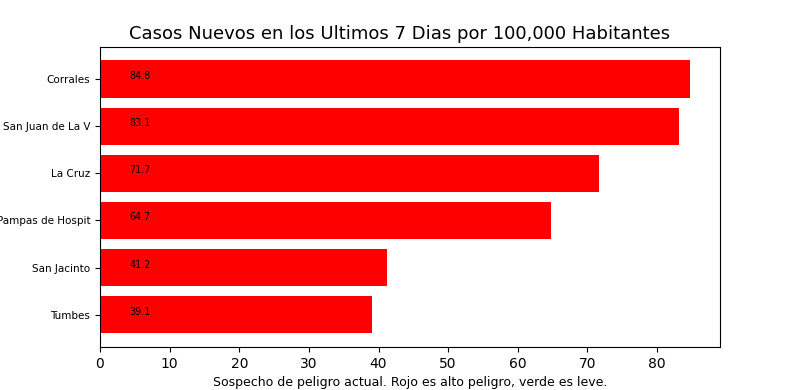 Casos Nuevos en los Ultimos 7 Dias por 100,000 Habitantes
Corrales 84.8
San Juan de La V 83.1
La Cruz 71.7
Pampas de Hospit 64.7
San Jacinto 41.2
Tumbes 39.1
0 10 20 30 40 50 60 70 80
Sospecho de peligro actual. Rojo es alto peligro, verde es leve.